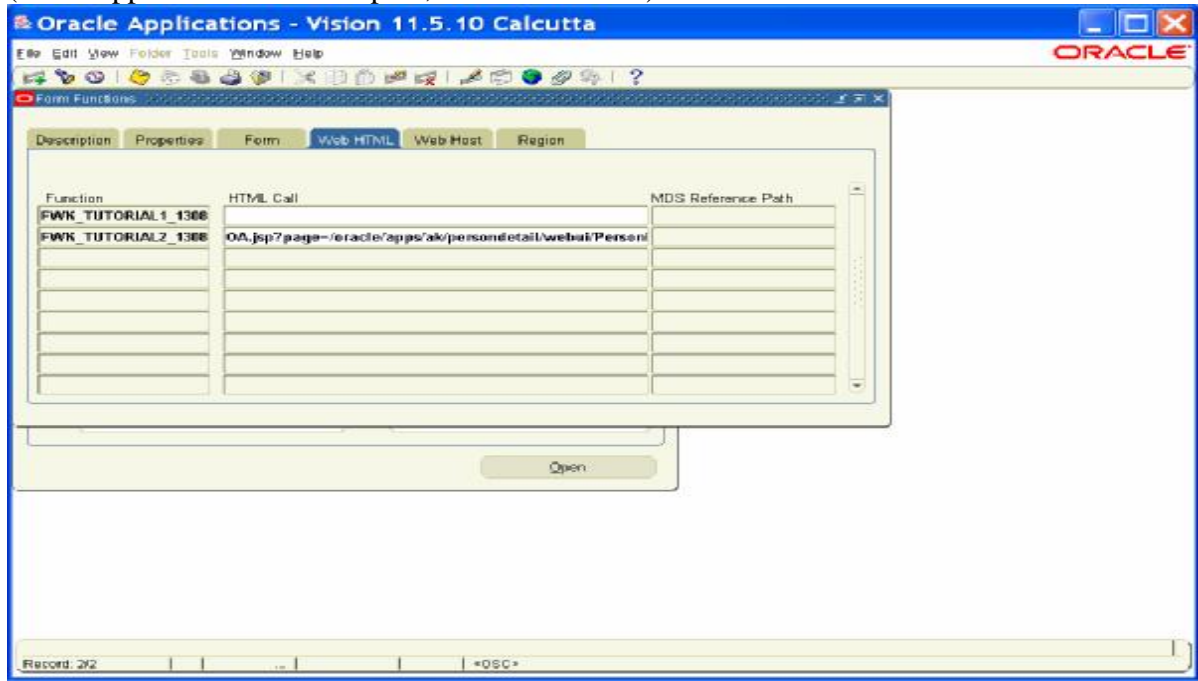 Oracle Applications - Vision 11.5.10 Calcutta
File Edit View Folder Tools Window Help
ORACLE
Form Functions
Description Properties Form Web HTML Web Host Region
Function HTML Call MDS Reference Path
FWK_TUTORIAL1_1308
FWK_TUTORIAL2_1308 OA.jsp?page=/oracle/apps/ak/persondetail/webui/Person
Open
Record: 2/2 ... <OSC>